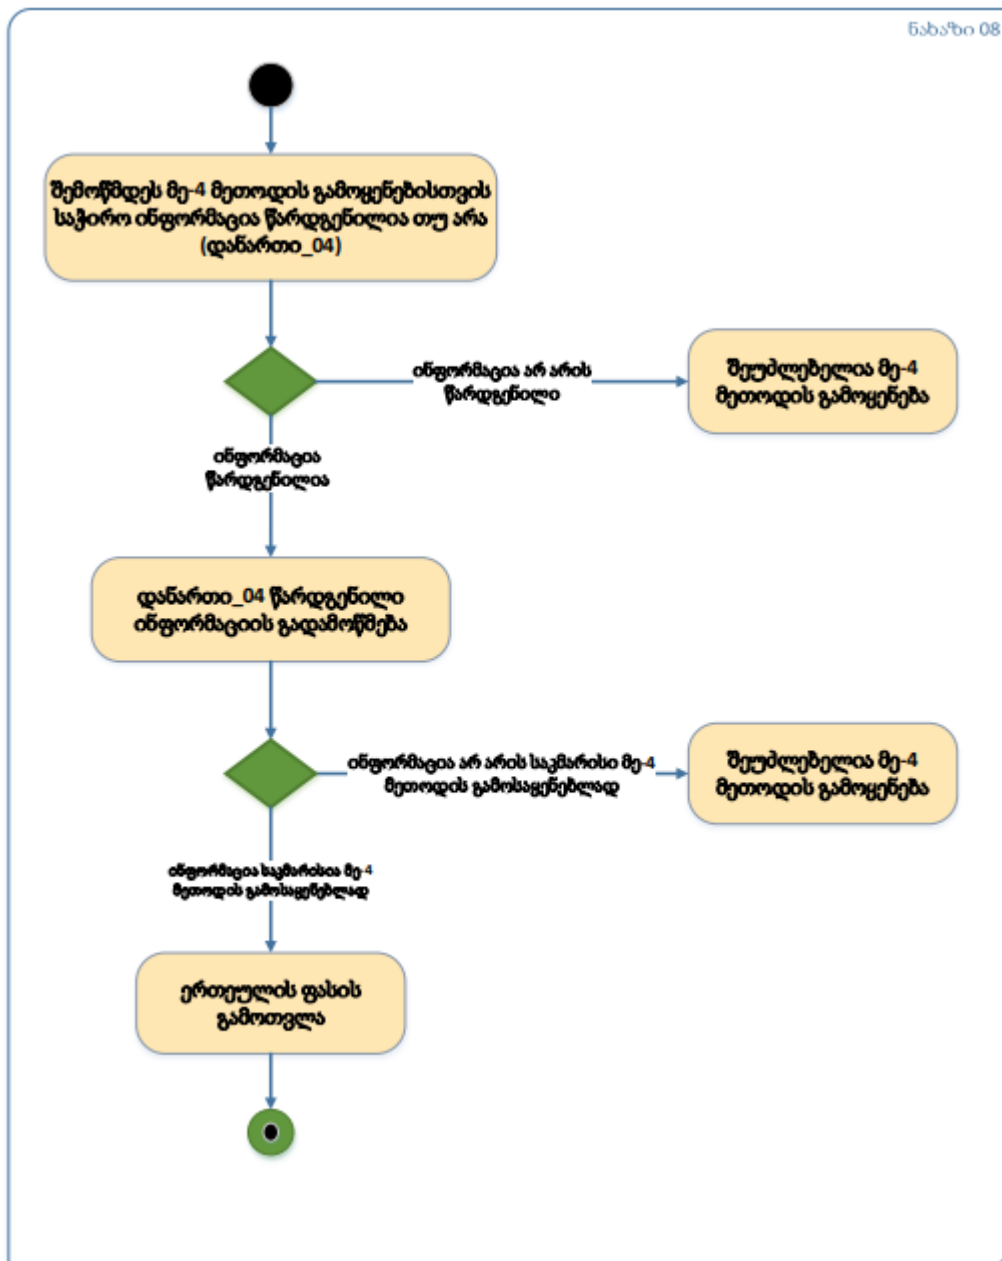 ნახაზი 08
შემოწმდეს მე-4 მეთოდის გამოყენებისთვის
საჭირო ინფორმაცია წარდგენილია თუ არა
(დანართი_04)
ინფორმაცია არ არის
წარდგენილი
შეუძლებელია მე-4
მეთოდის გამოყენება
ინფორმაცია
წარდგენილია
დანართი_04 წარდგენილი
ინფორმაციის გადამოწმება
ინფორმაცია არ არის საკმარისი მე-4
მეთოდის გამოსაყენებლად
შეუძლებელია მე-4
მეთოდის გამოყენება
ინფორმაცია საკმარისია მე-4
მეთოდის გამოსაყენებლად
ერთეულის ფასის
გამოთვლა